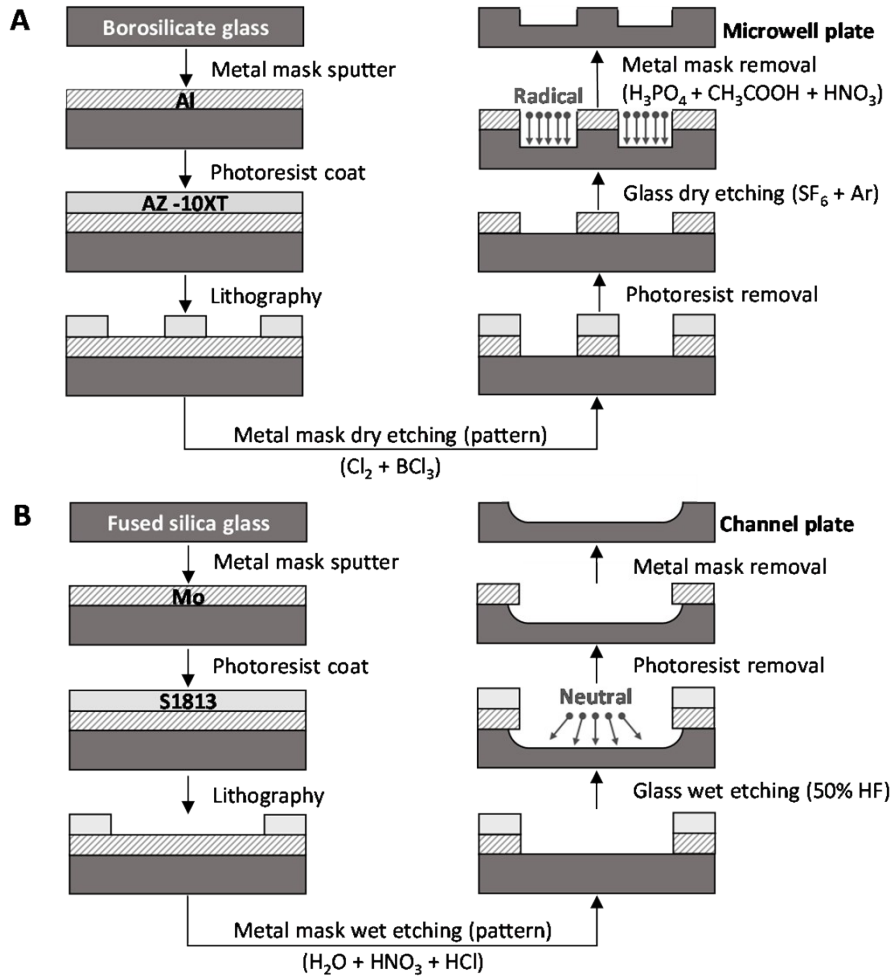 A
Borosilicate glass
Metal mask sputter
Al
Photoresist coat
AZ -10XT
Lithography
Metal mask dry etching (pattern)
(Cl₂ + BCl₃)
Photoresist removal
Glass dry etching (SF₆ + Ar)
Radical
Metal mask removal
(H₃PO₄ + CH₃COOH + HNO₃)
Microwell plate
B
Fused silica glass
Metal mask sputter
Mo
Photoresist coat
S1813
Lithography
Metal mask wet etching (pattern)
(H₂O + HNO₃ + HCl)
Glass wet etching (50% HF)
Neutral
Photoresist removal
Metal mask removal
Channel plate